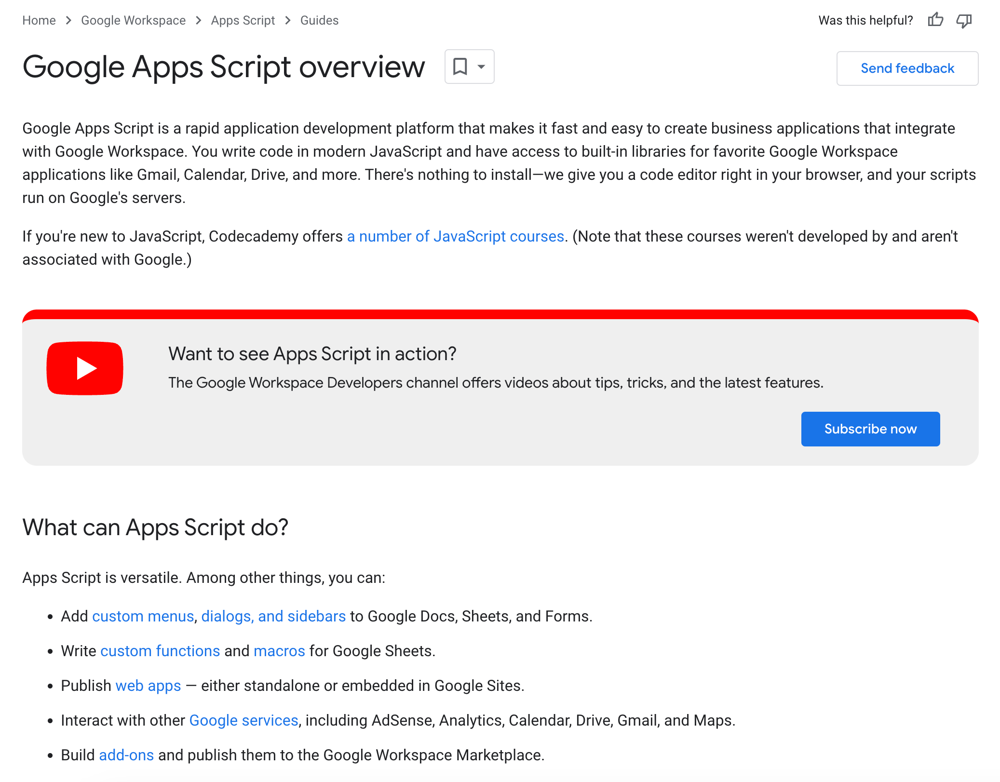 Home > Google Workspace > Apps Script > Guides
Was this helpful?
Google Apps Script overview
Send feedback
Google Apps Script is a rapid application development platform that makes it fast and easy to create business applications that integrate
with Google Workspace. You write code in modern JavaScript and have access to built-in libraries for favorite Google Workspace
applications like Gmail, Calendar, Drive, and more. There's nothing to install—we give you a code editor right in your browser, and your scripts
run on Google's servers.
If you're new to JavaScript, Codecademy offers a number of JavaScript courses. (Note that these courses weren't developed by and aren't
associated with Google.)
Want to see Apps Script in action?
The Google Workspace Developers channel offers videos about tips, tricks, and the latest features.
Subscribe now
What can Apps Script do?
Apps Script is versatile. Among other things, you can:
• Add custom menus, dialogs, and sidebars to Google Docs, Sheets, and Forms.
• Write custom functions and macros for Google Sheets.
• Publish web apps — either standalone or embedded in Google Sites.
• Interact with other Google services, including AdSense, Analytics, Calendar, Drive, Gmail, and Maps.
• Build add-ons and publish them to the Google Workspace Marketplace.